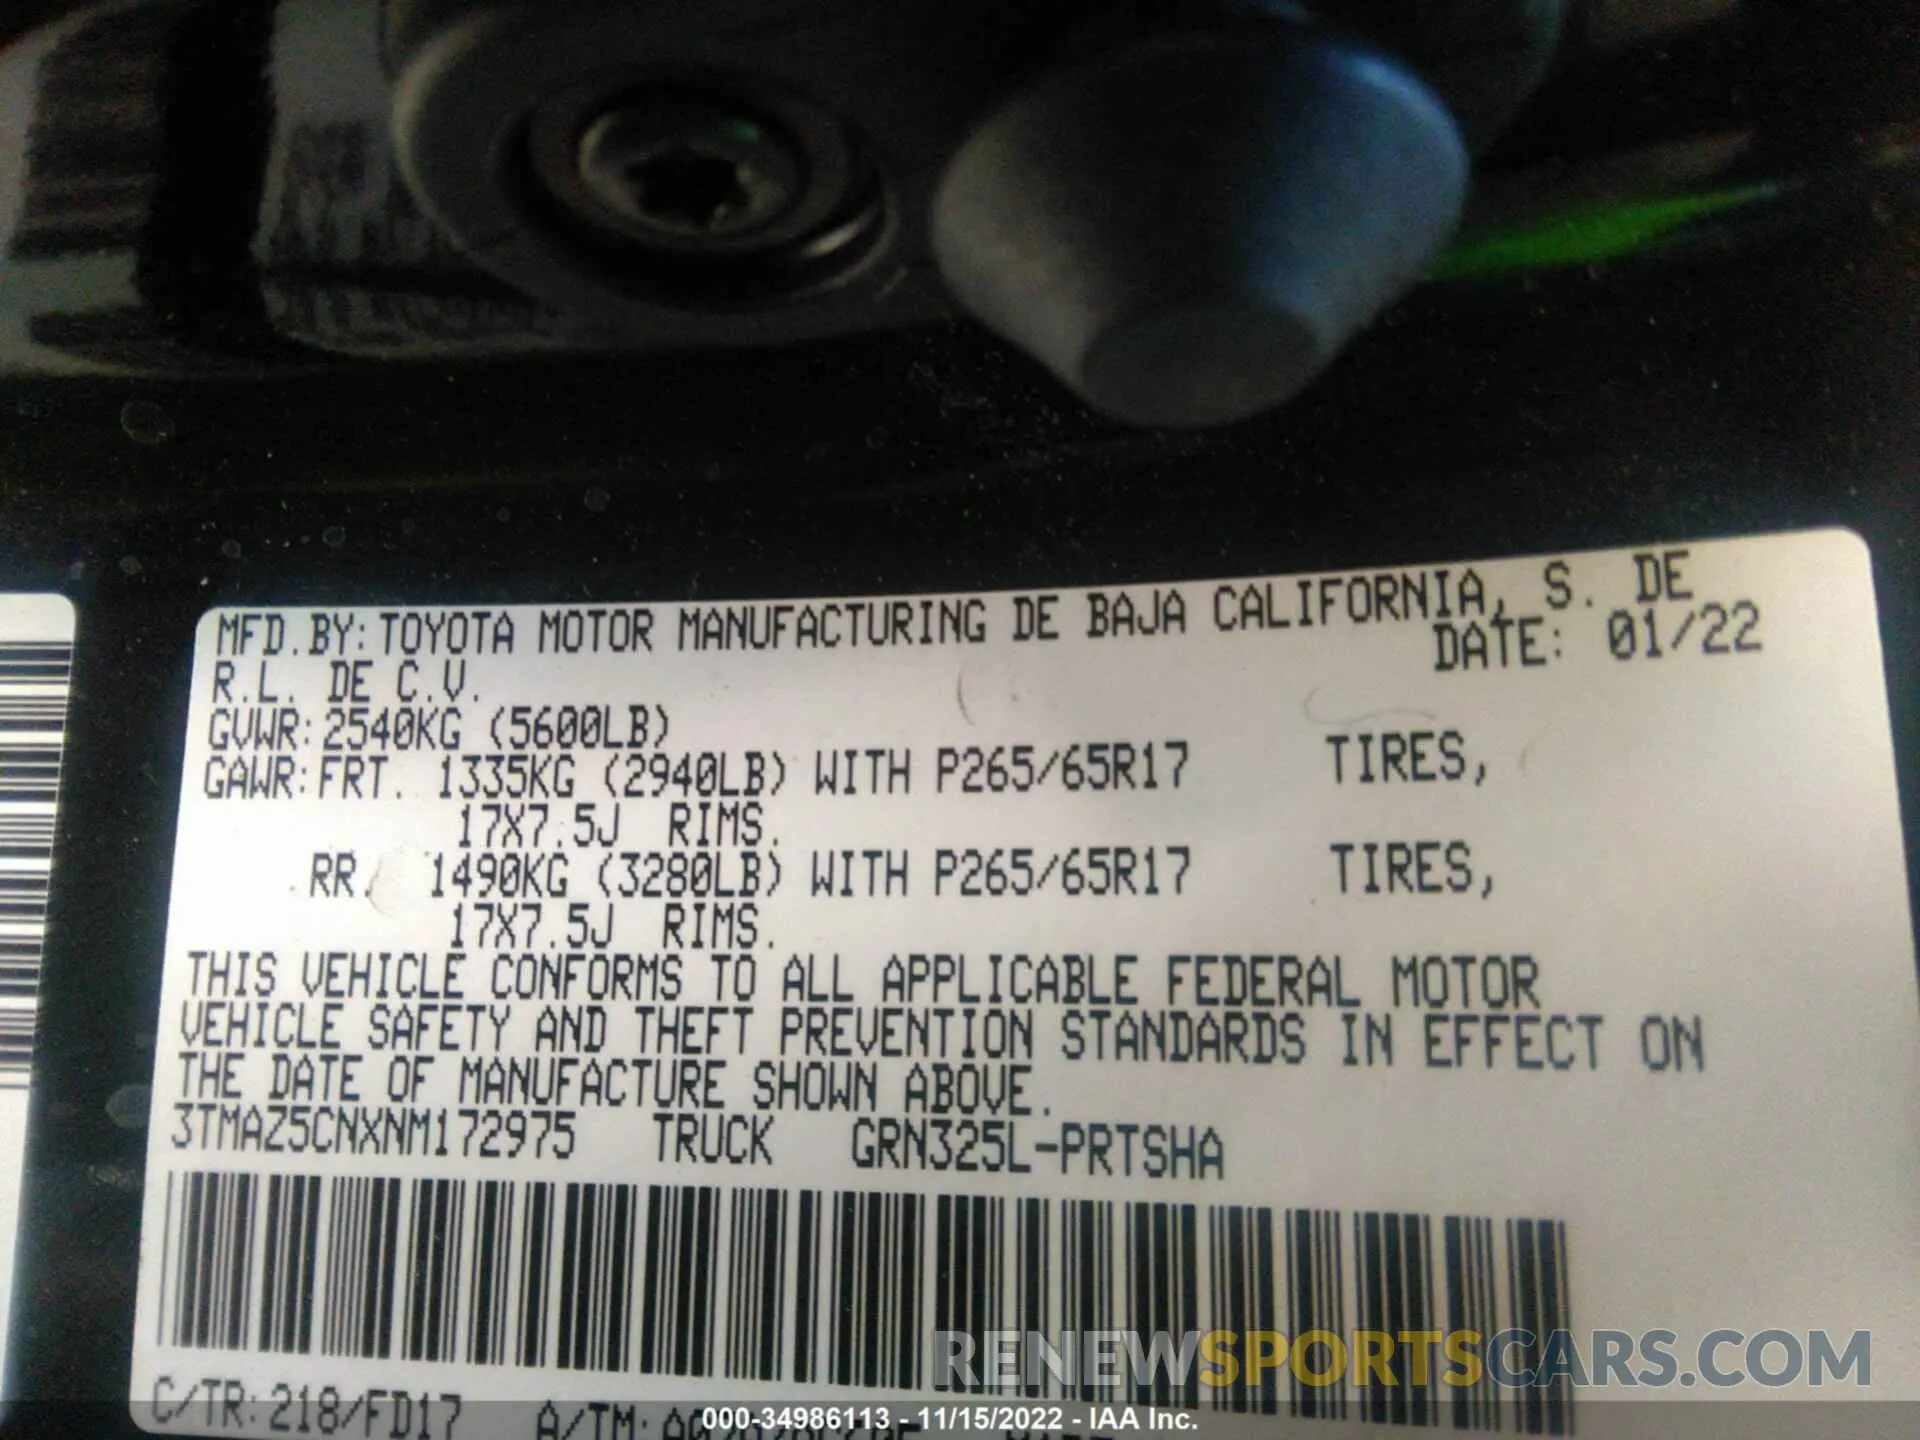 MFD.BY:TOYOTA MOTOR MANUFACTURING DE BAJA CALIFORNIA, S. DE
R.L. DE C.V.
DATE: 01/22
GVWR:2540KG (5600LB)
GAWR:FRT. 1335KG (2940LB) WITH P265/65R17 TIRES,
17X7.5J RIMS.
RR. 1490KG (3280LB) WITH P265/65R17 TIRES,
17X7.5J RIMS.
THIS VEHICLE CONFORMS TO ALL APPLICABLE FEDERAL MOTOR
VEHICLE SAFETY AND THEFT PREVENTION STANDARDS IN EFFECT ON
THE DATE OF MANUFACTURE SHOWN ABOVE.
3TMAZ5CNXNM172975 TRUCK GRN325L-PRTSHA
RENEWSPORTSCARS.COM
C/TR:218/FD17 A/TM:
000-34986113 - 11/15/2022 - IAA Inc.